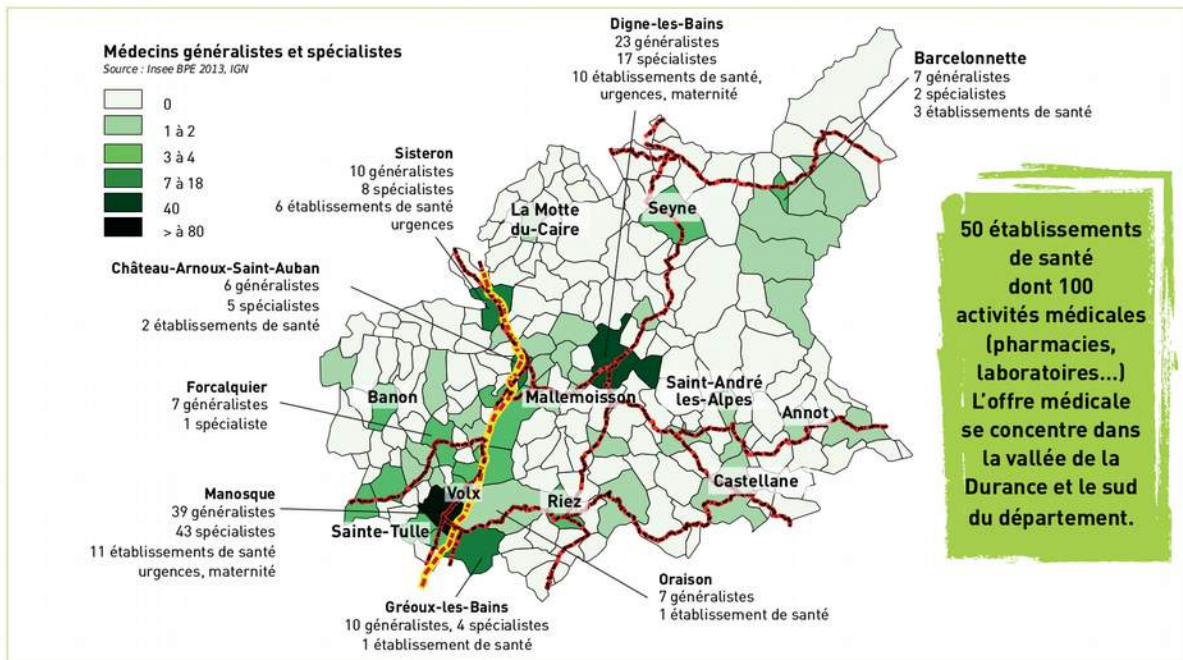 Médecins généralistes et spécialistes
Source : Insee BPE 2013, IGN
0
1 à 2
3 à 4
7 à 18
40
> à 80
Digne-les-Bains
23 généralistes
17 spécialistes
10 établissements de santé,
urgences, maternité
Barcelonnette
7 généralistes
2 spécialistes
3 établissements de santé
Sisteron
10 généralistes
8 spécialistes
6 établissements de santé
urgences
La Motte
du-Caire
Seyne
Château-Arnoux-Saint-Auban
6 généralistes
5 spécialistes
2 établissements de santé
Forcalquier
7 généralistes
1 spécialiste
Banon
Mallemoisson
Saint-André
les-Alpes
Annot
Castellane
Manosque
39 généralistes
43 spécialistes
11 établissements de santé
urgences, maternité
Volx
Sainte-Tulle
Riez
Gréoux-les-Bains
10 généralistes, 4 spécialistes
1 établissement de santé
Oraison
7 généralistes
1 établissement de santé
50 établissements
de santé
dont 100
activités médicales
(pharmacies,
laboratoires...)
L'offre médicale
se concentre dans
la vallée de la
Durance et le sud
du département.